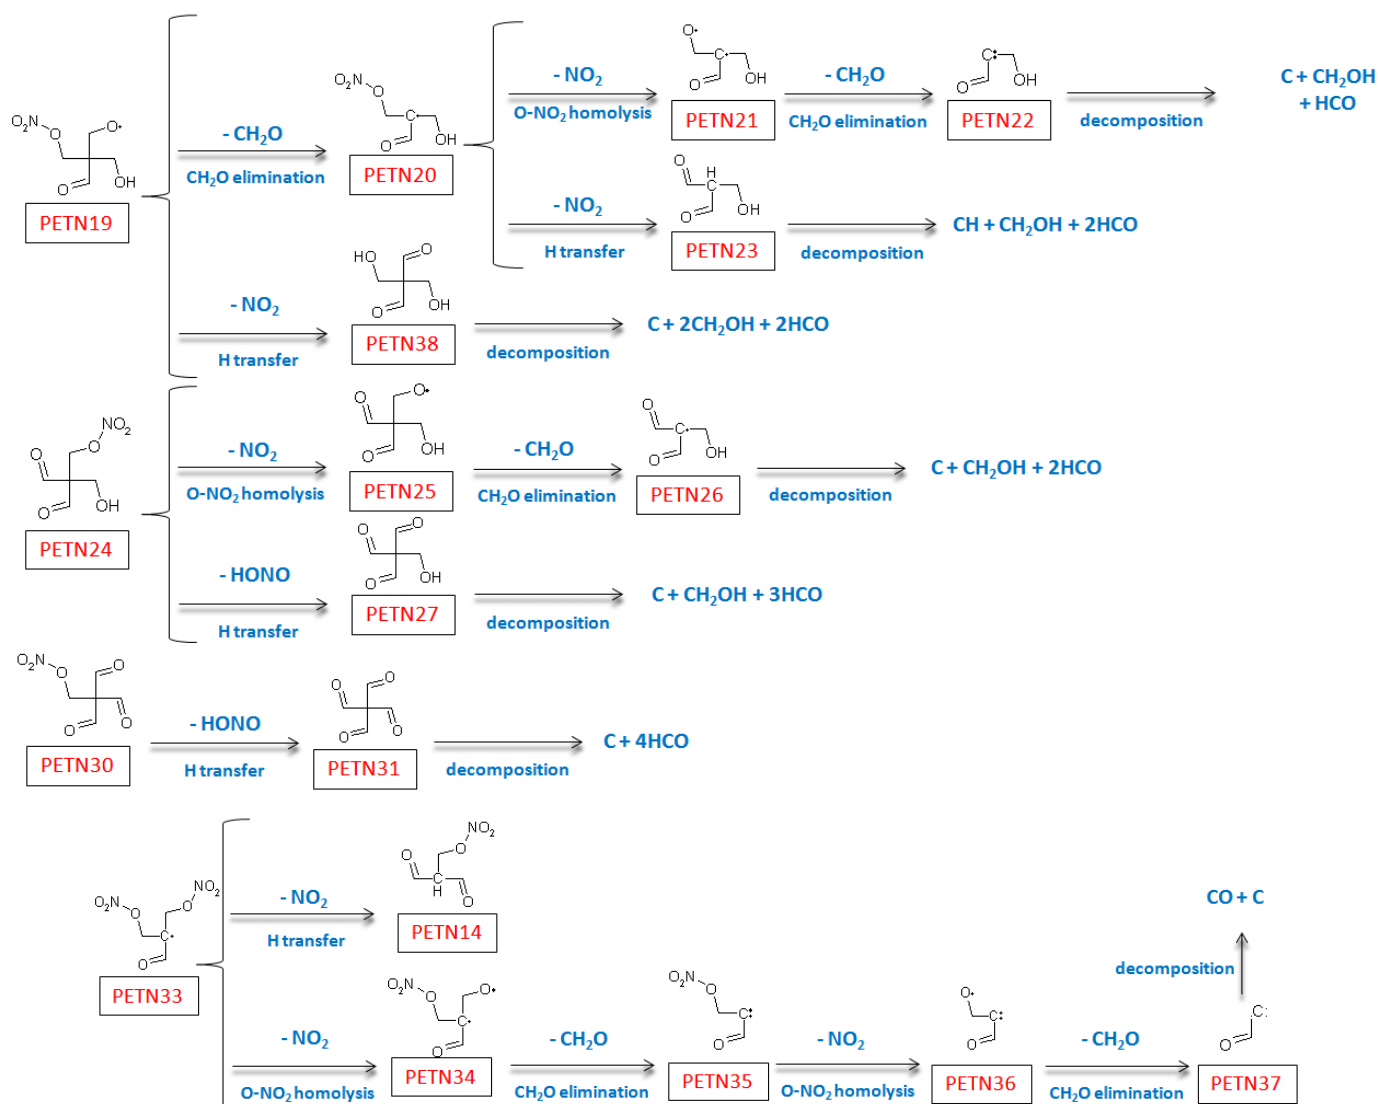 O₂N
O
O•
O
OH
PETN19
- CH₂O
CH₂O elimination
O₂N
O
O
OH
PETN20
- NO₂
O-NO₂ homolysis
O•
C•
O
OH
PETN21
- CH₂O
CH₂O elimination
C:
O
OH
PETN22
decomposition
C + CH₂OH
+ HCO
- NO₂
H transfer
O
H
O
OH
PETN23
decomposition
CH + CH₂OH + 2HCO
- NO₂
H transfer
HO
O
O
OH
PETN38
decomposition
C + 2CH₂OH + 2HCO
NO₂
O
O
O
OH
PETN24
- NO₂
O-NO₂ homolysis
O•
O
O
OH
PETN25
- CH₂O
CH₂O elimination
O
C•
O
OH
PETN26
decomposition
C + CH₂OH + 2HCO
- HONO
H transfer
O
O
O
OH
PETN27
decomposition
C + CH₂OH + 3HCO
O₂N
O
O
O
O
PETN30
- HONO
H transfer
O
O
O
O
PETN31
decomposition
C + 4HCO
O₂N
O
NO₂
O
C•
O
PETN33
- NO₂
H transfer
NO₂
O
O
C
H
O
PETN14
- NO₂
O-NO₂ homolysis
O₂N
O
O•
C•
O
PETN34
- CH₂O
CH₂O elimination
O₂N
O
C:
O
PETN35
- NO₂
O-NO₂ homolysis
O•
C:
O
PETN36
- CH₂O
CH₂O elimination
C:
O
PETN37
decomposition
CO + C